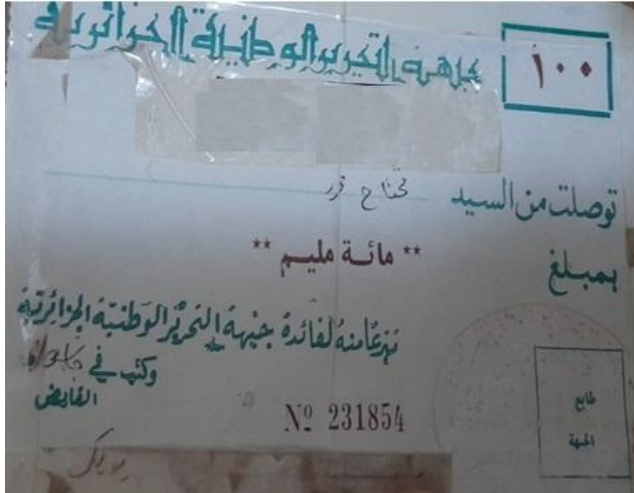 جبهة التحرير الوطنية الجزائرية
١٠٠
توصلت من السيد
بمبلغ ** مائة مليم **
تبرعا منه لفائدة جبهة التحرير الوطنية الجزائرية
وكتب في
القابض
طابع
الجبهة
Nº 231854